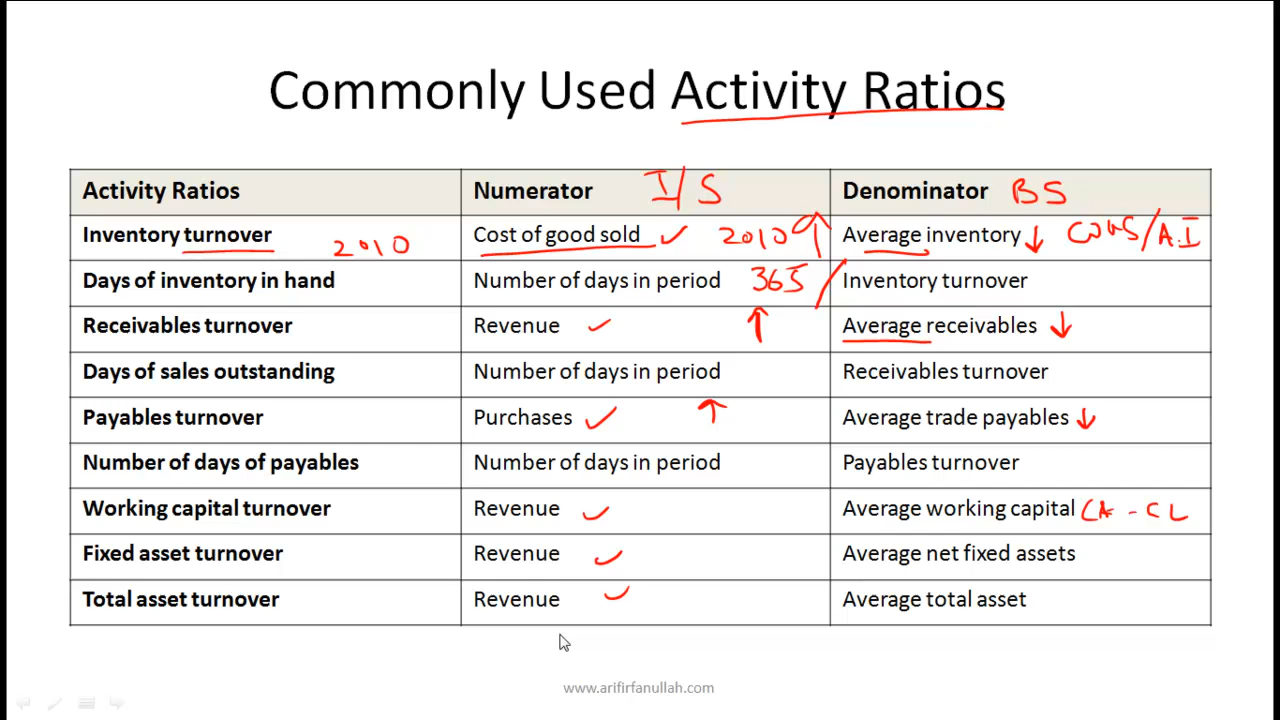 Commonly Used Activity Ratios
Activity Ratios Numerator I/S Denominator BS
Inventory turnover 2010 Cost of good sold 2010 Average inventory COGS/A.I
Days of inventory in hand Number of days in period 365 / Inventory turnover
Receivables turnover Revenue Average receivables
Days of sales outstanding Number of days in period Receivables turnover
Payables turnover Purchases Average trade payables
Number of days of payables Number of days in period Payables turnover
Working capital turnover Revenue Average working capital CA - CL
Fixed asset turnover Revenue Average net fixed assets
Total asset turnover Revenue Average total asset
www.arifirfanullah.com